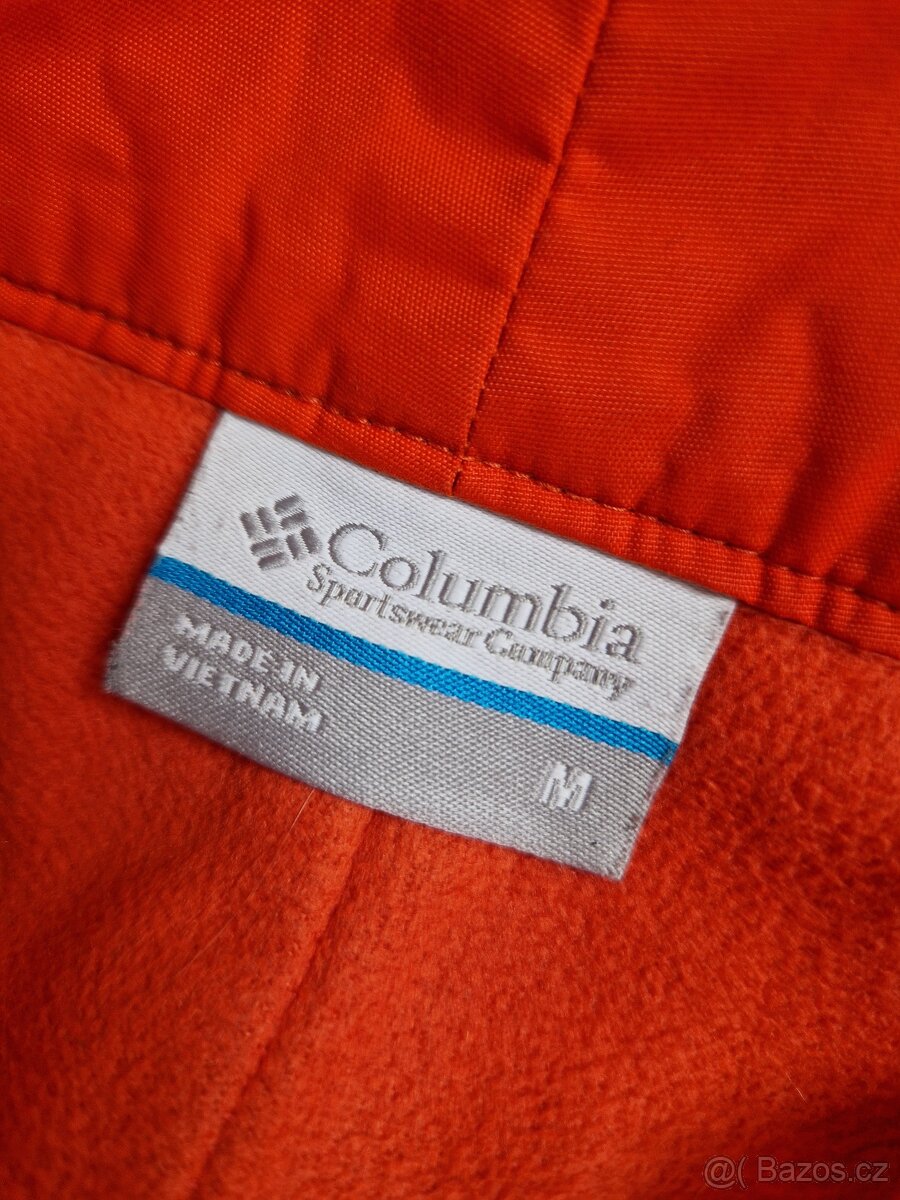 Columbia
Sportswear Company
MADE IN
VIETNAM
M
@( Bazos.cz